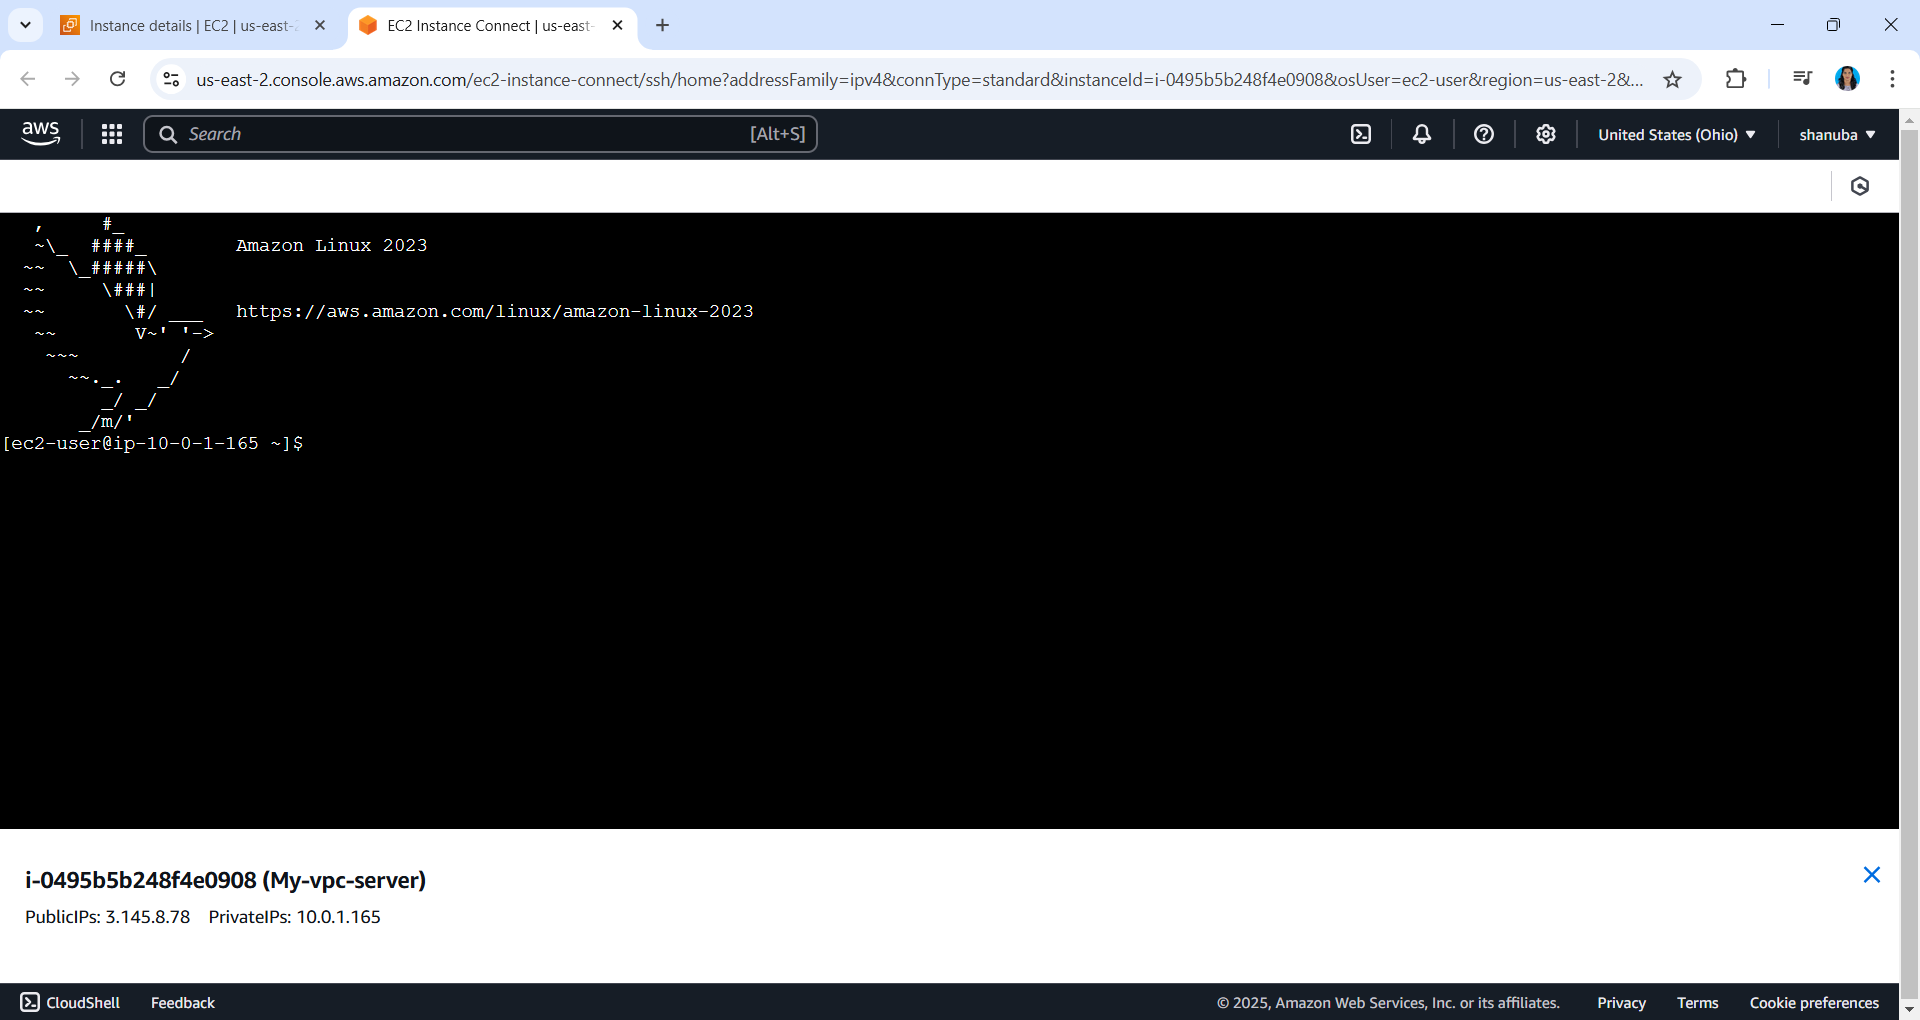 Instance details | EC2 | us-east-
EC2 Instance Connect | us-east-
us-east-2.console.aws.amazon.com/ec2-instance-connect/ssh/home?addressFamily=ipv4&connType=standard&instanceId=i-0495b5b248f4e0908&osUser=ec2-user&region=us-east-2&...
aws
Search
[Alt+S]
United States (Ohio)
shanuba
   ,     #_
   ~\_  ####_        Amazon Linux 2023
  ~~  \_#####\
  ~~     \###|
  ~~       \#/ ___   https://aws.amazon.com/linux/amazon-linux-2023
   ~~       V~' '->
    ~~~         /
      ~~._.   _/
         _/ _/
       _/m/'
[ec2-user@ip-10-0-1-165 ~]$
i-0495b5b248f4e0908 (My-vpc-server)
PublicIPs: 3.145.8.78 PrivateIPs: 10.0.1.165
CloudShell
Feedback
© 2025, Amazon Web Services, Inc. or its affiliates.
Privacy
Terms
Cookie preferences